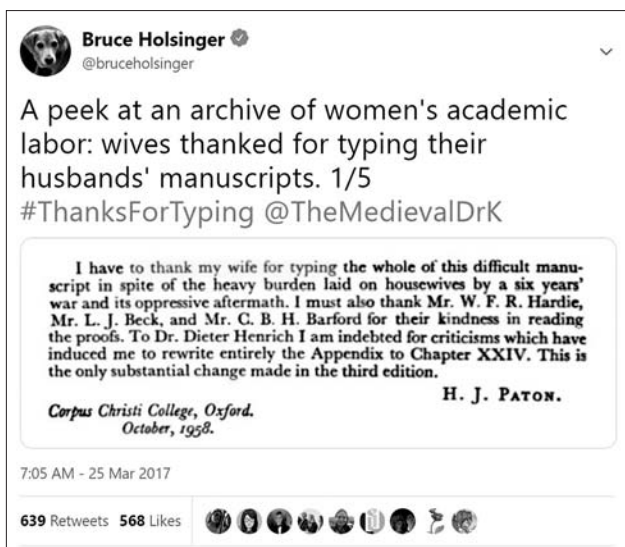 Bruce Holsinger
@bruceholsinger
A peek at an archive of women's academic
labor: wives thanked for typing their
husbands' manuscripts. 1/5
#ThanksForTyping @TheMedievalDrK
I have to thank my wife for typing the whole of this difficult manu-
script in spite of the heavy burden laid on housewives by a six years'
war and its oppressive aftermath. I must also thank Mr. W. F. R. Hardie,
Mr. L. J. Beck, and Mr. C. B. H. Barford for their kindness in reading
the proofs. To Dr. Dieter Henrich I am indebted for criticisms which have
induced me to rewrite entirely the Appendix to Chapter XXIV. This is
the only substantial change made in the third edition.
H. J. PATON.
Corpus Christi College, Oxford.
October, 1958.
7:05 AM - 25 Mar 2017
639 Retweets 568 Likes